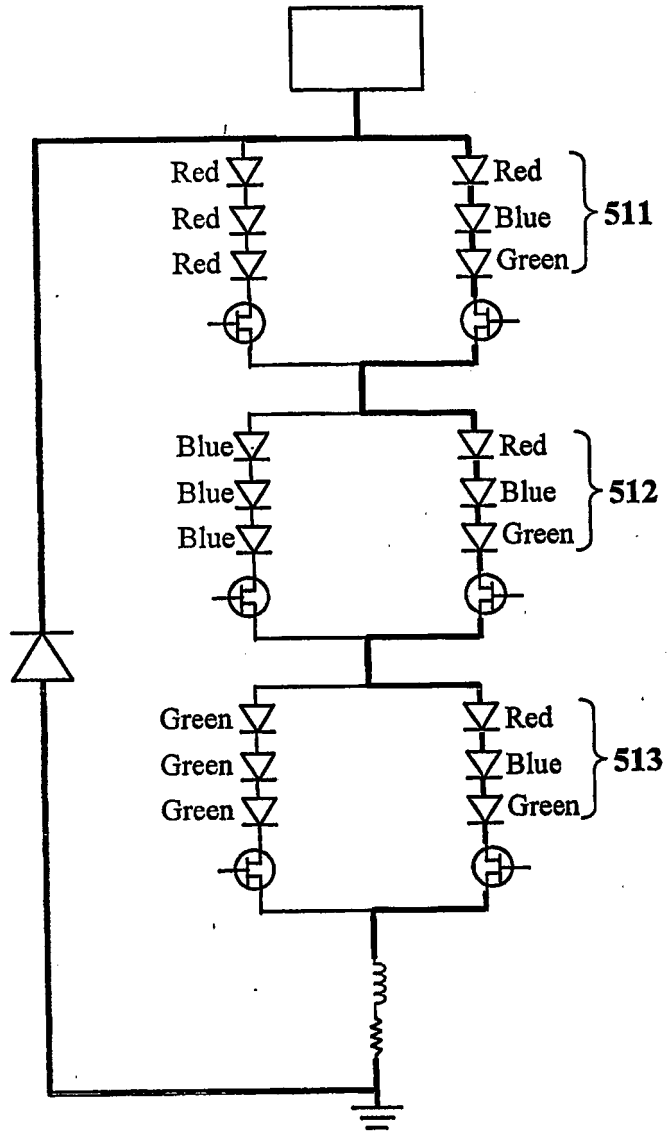 Red Red
Red Blue 511
Red Green
Blue Red
Blue Blue 512
Blue Green
Green Red
Green Blue 513
Green Green